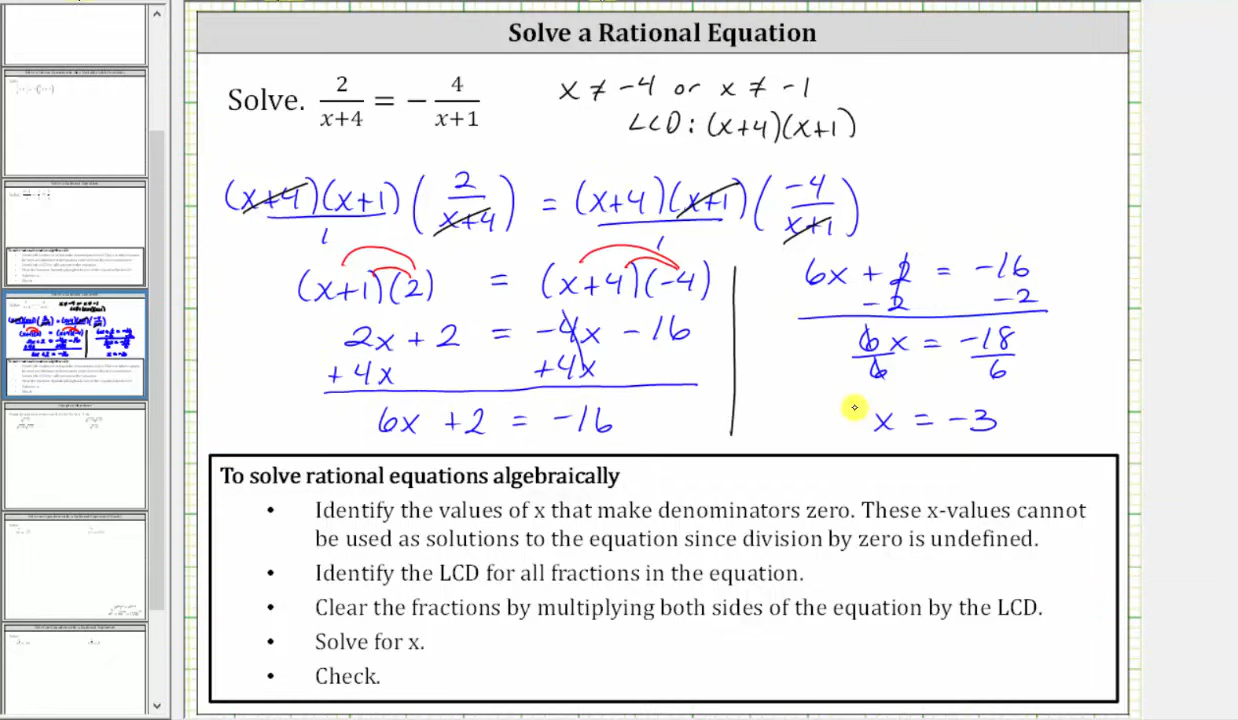 Solve a Rational Equation
Solve. 2/(x+4) = − 4/(x+1)
x ≠ -4 or x ≠ -1
LCD: (x+4)(x+1)
(x+4)(x+1)/1 (2/(x+4)) = (x+4)(x+1)/1 (-4/(x+1))
(x+1)(2) = (x+4)(-4)
2x + 2 = -4x - 16
+4x +4x
6x + 2 = -16
6x + 2 = -16
-2 -2
6x/6 = -18/6
x = -3
To solve rational equations algebraically
• Identify the values of x that make denominators zero. These x-values cannot
be used as solutions to the equation since division by zero is undefined.
• Identify the LCD for all fractions in the equation.
• Clear the fractions by multiplying both sides of the equation by the LCD.
• Solve for x.
• Check.